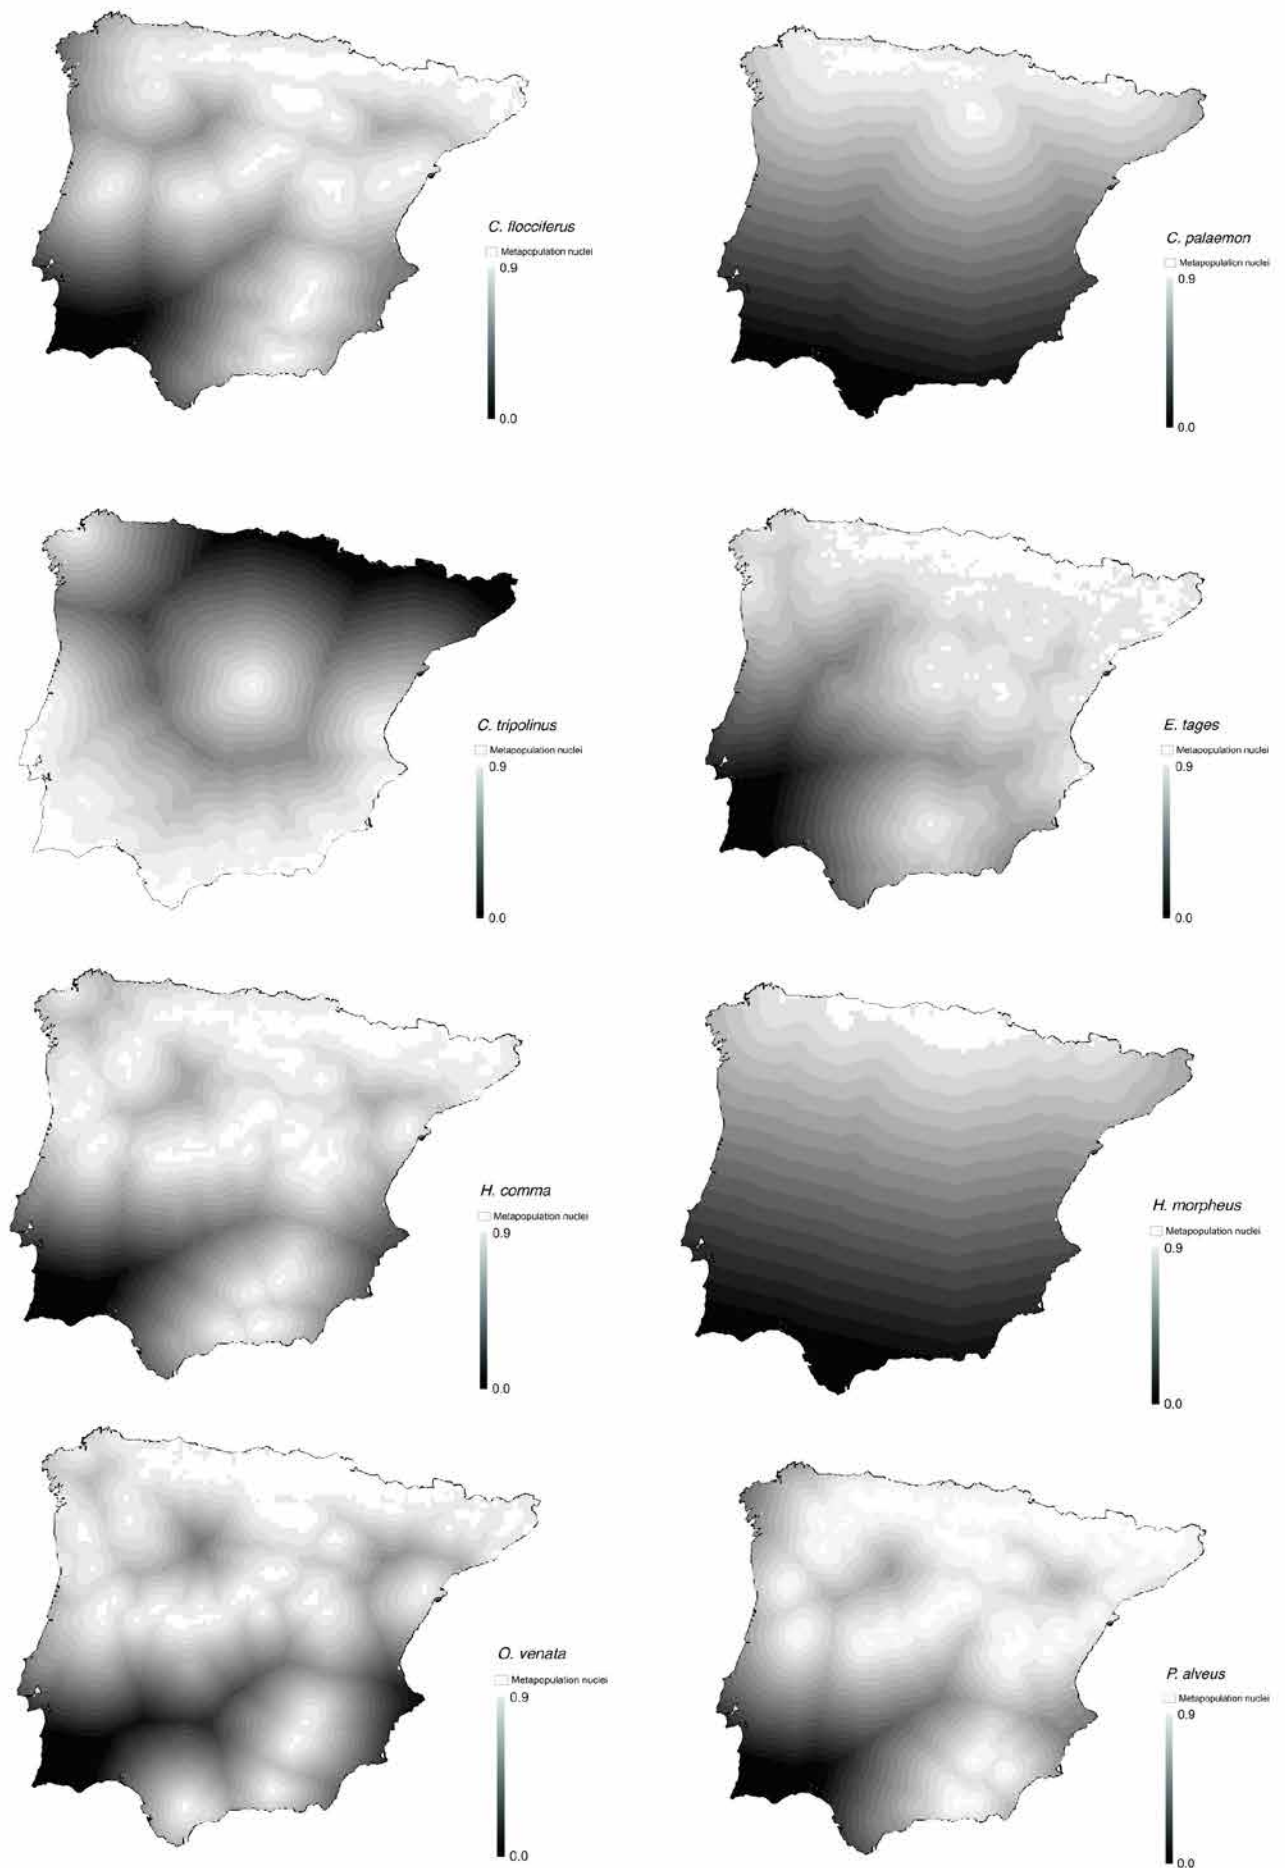 C. flocciferus
Metapopulation nuclei
0.9
0.0
C. palaemon
Metapopulation nuclei
0.9
0.0
C. tripolinus
Metapopulation nuclei
0.9
0.0
E. tages
Metapopulation nuclei
0.9
0.0
H. comma
Metapopulation nuclei
0.9
0.0
H. morpheus
Metapopulation nuclei
0.9
0.0
O. venata
Metapopulation nuclei
0.9
0.0
P. alveus
Metapopulation nuclei
0.9
0.0